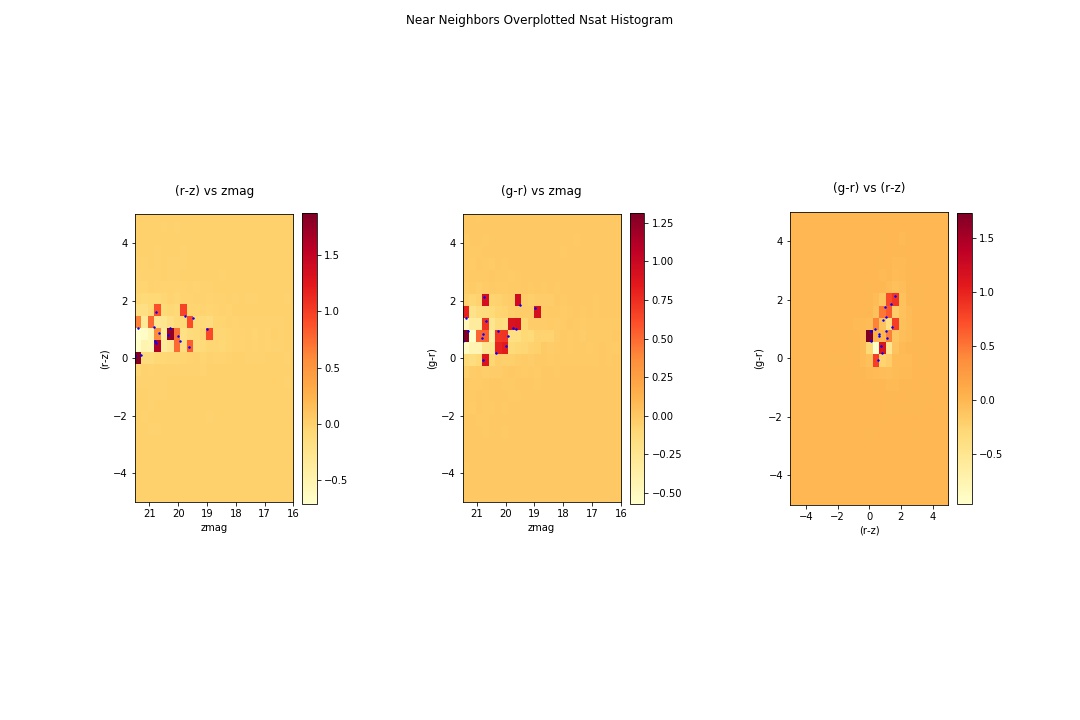 Near Neighbors Overplotted Nsat Histogram
(r-z) vs zmag
4
2
0
−2
−4
(r-z)
21 20 19 18 17 16
zmag
1.5
1.0
0.5
0.0
−0.5
(g-r) vs zmag
4
2
0
−2
−4
(g-r)
21 20 19 18 17 16
zmag
1.25
1.00
0.75
0.50
0.25
0.00
−0.25
−0.50
(g-r) vs (r-z)
4
2
0
−2
−4
(g-r)
−4 −2 0 2 4
(r-z)
1.5
1.0
0.5
0.0
−0.5